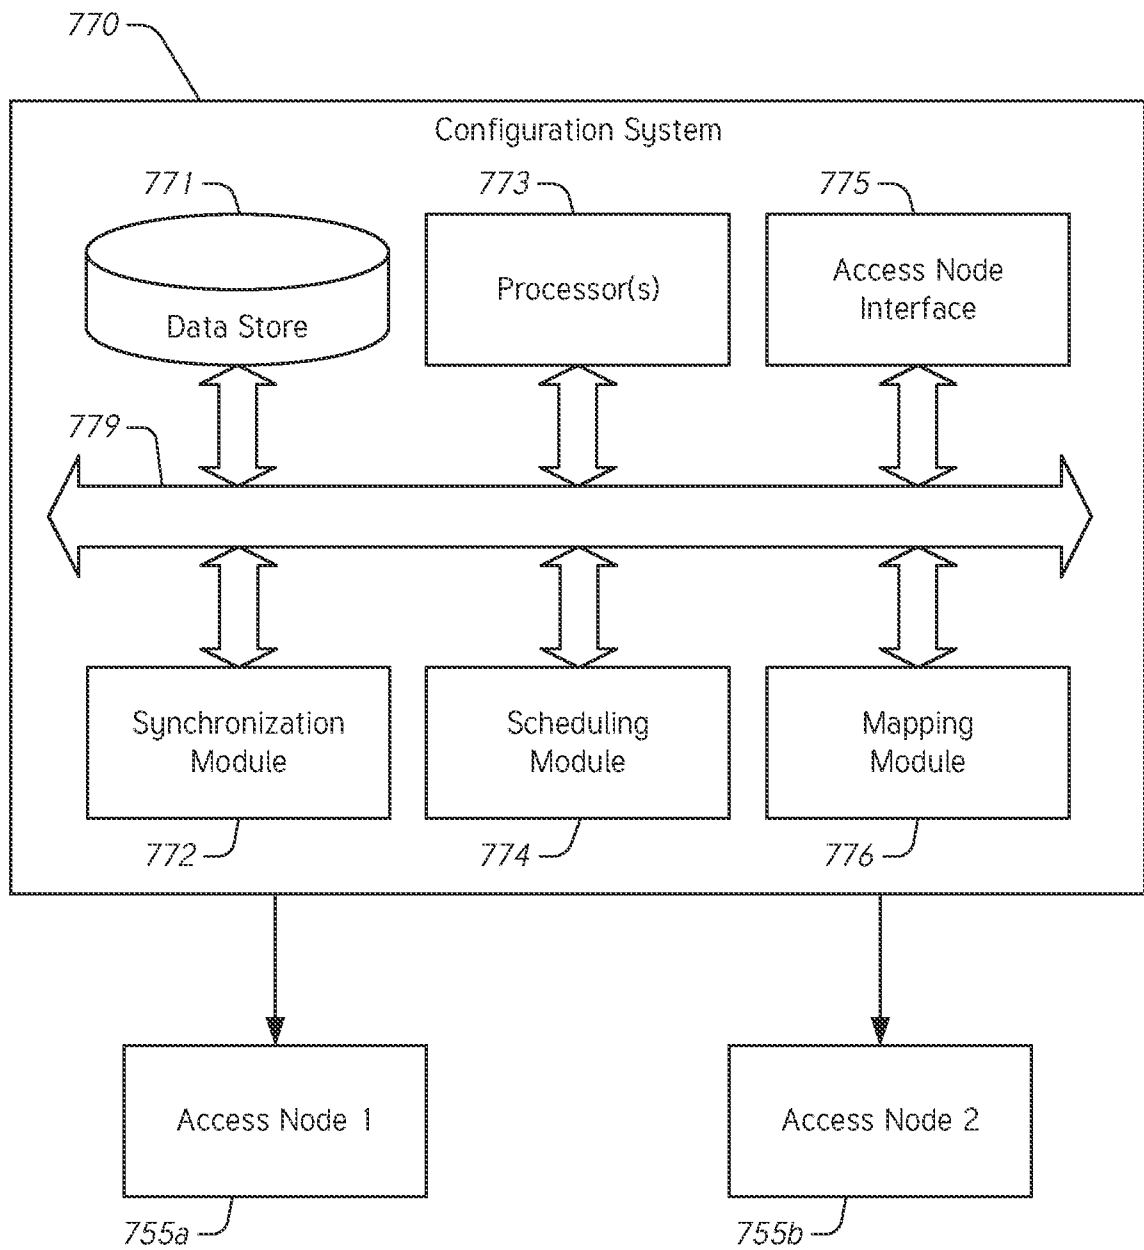 770
Configuration System
771
773
775
Data Store
Processor(s)
Access Node
Interface
779
Synchronization
Module
Scheduling
Module
Mapping
Module
772
774
776
Access Node 1
Access Node 2
755a
755b